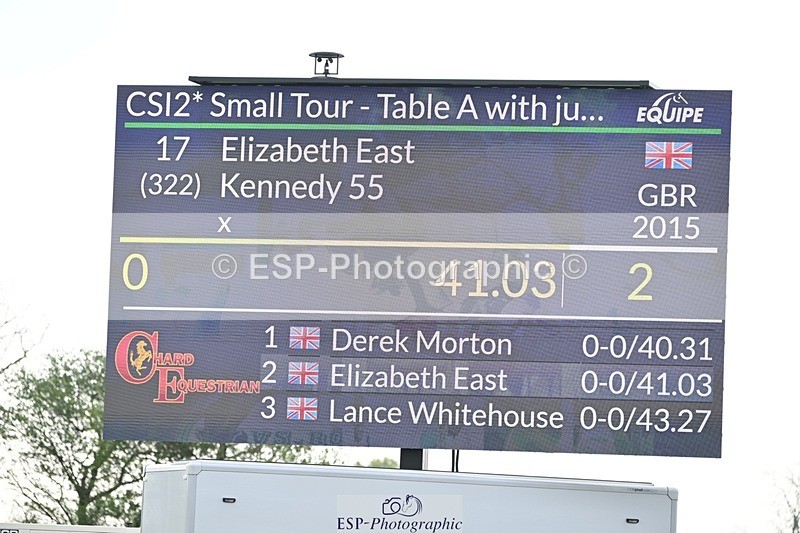 CSI2* Small Tour - Table A with ju...
EQUIPE
17 Elizabeth East
(322) Kennedy 55 GBR
x 2015
0 41.03 2
© ESP-Photographic ©
1 Derek Morton 0-0/40.31
CHARD EQUESTRIAN
2 Elizabeth East 0-0/41.03
3 Lance Whitehouse 0-0/43.27
ESP-Photographic